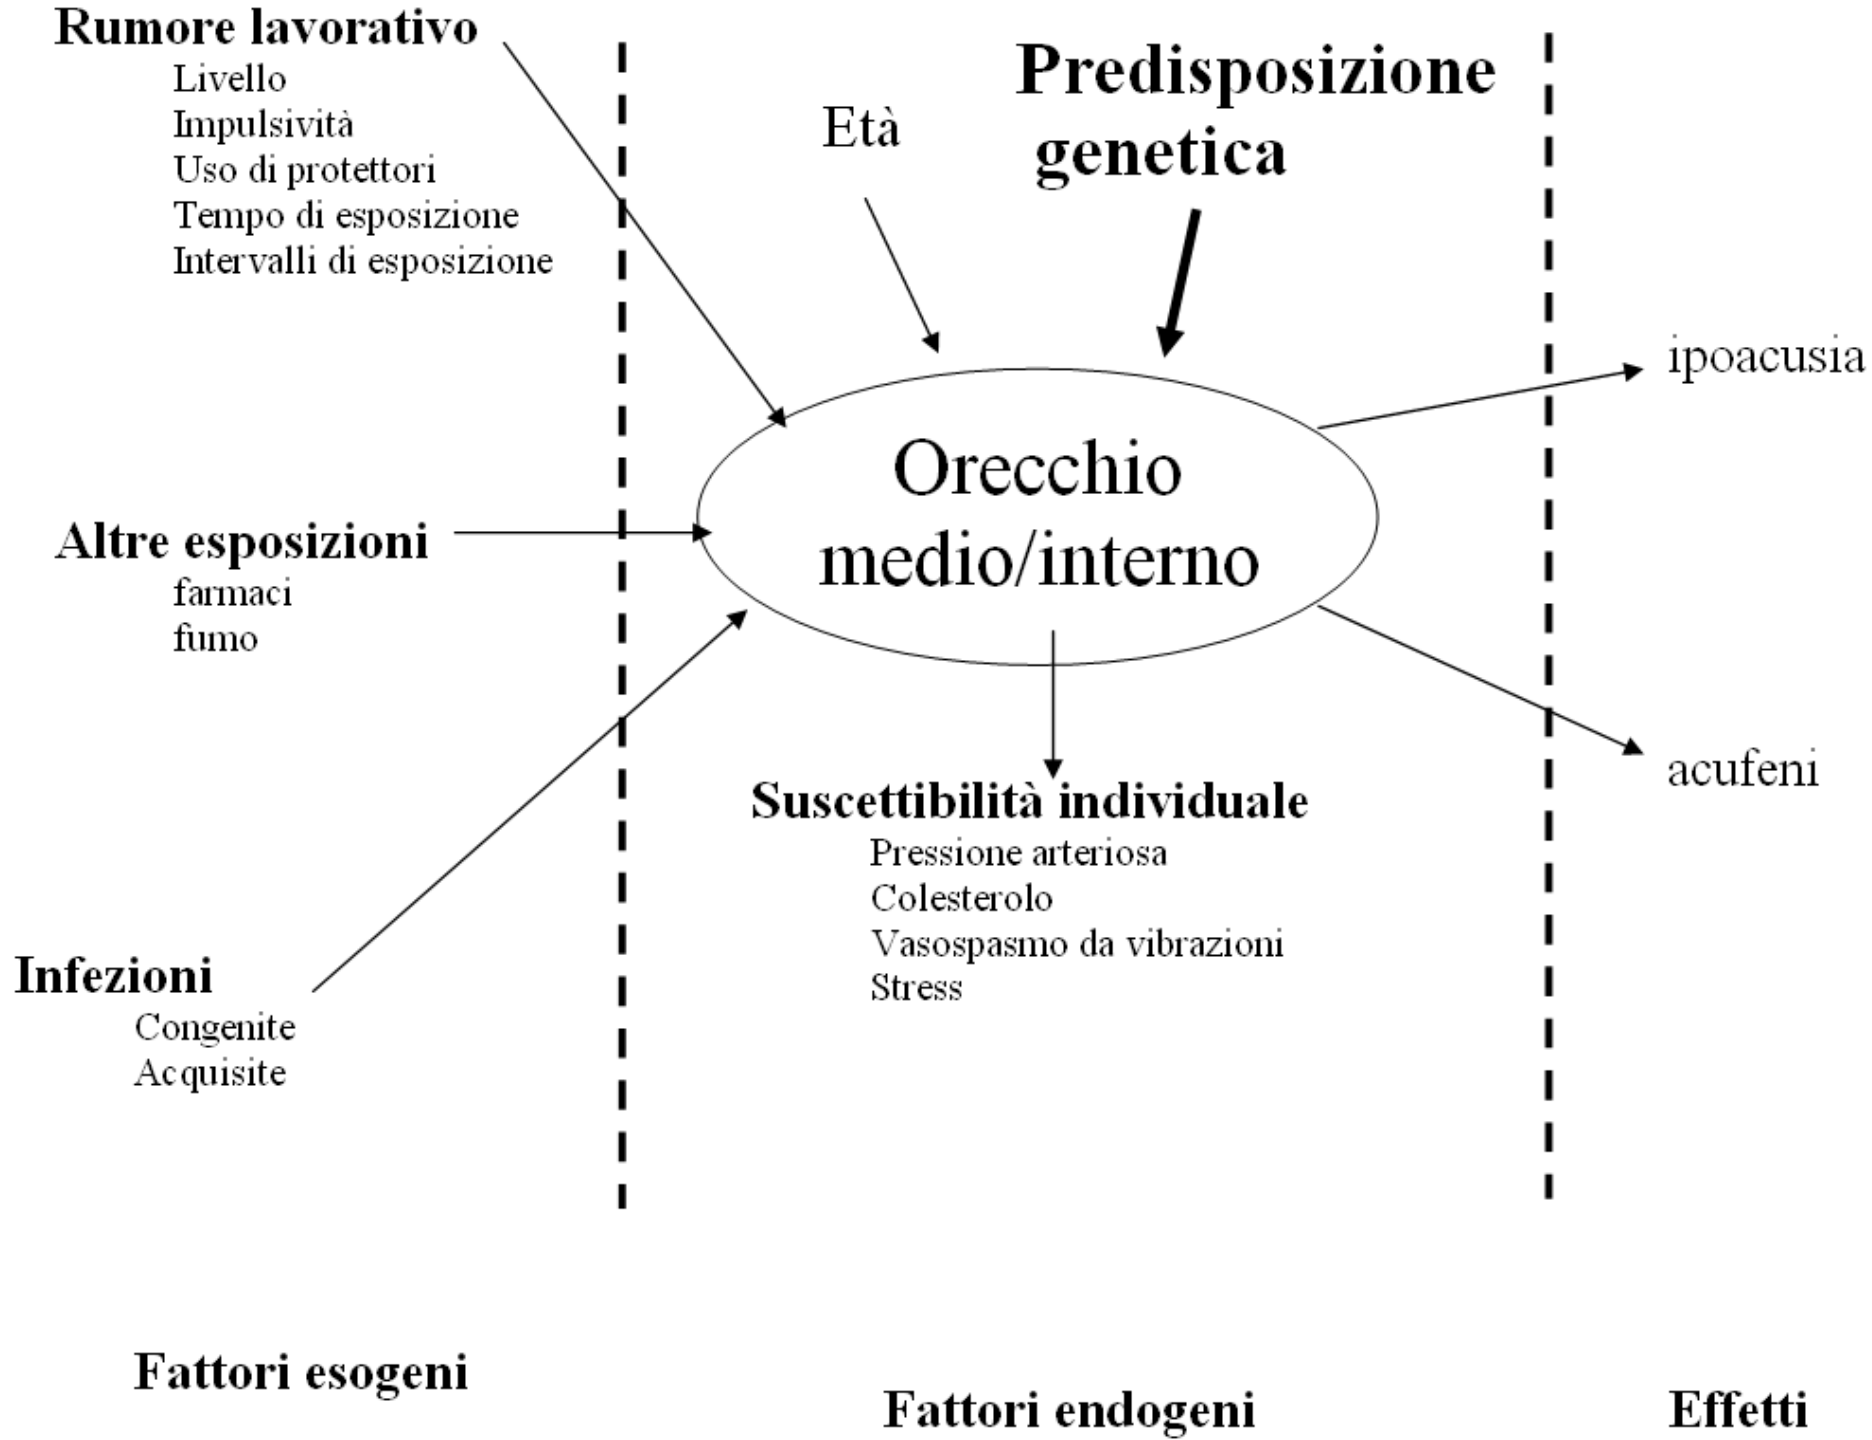 Rumore lavorativo
Livello
Impulsività
Uso di protettori
Tempo di esposizione
Intervalli di esposizione
Altre esposizioni
farmaci
fumo
Infezioni
Congenite
Acquisite
Fattori esogeni
Età
Predisposizione
genetica
Orecchio
medio/interno
Suscettibilità individuale
Pressione arteriosa
Colesterolo
Vasospasmo da vibrazioni
Stress
Fattori endogeni
ipoacusia
acufeni
Effetti